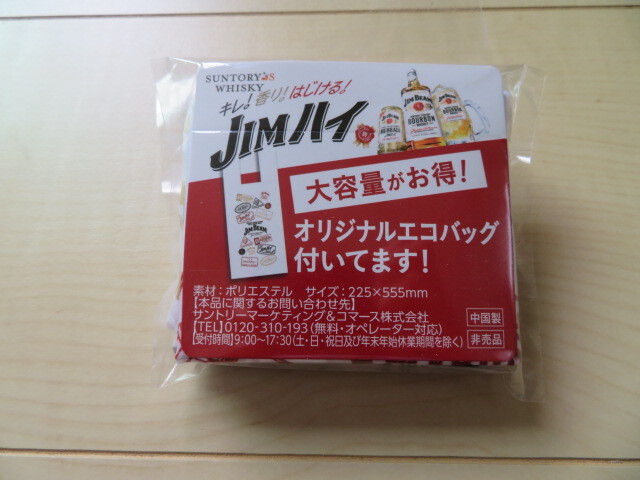 SUNTORY'S
WHISKY
キレ!香り!はじける!
JIMハイ
JIM BEAM
BOURBON
HIGHBALL
JIM BEAM
大容量がお得!
オリジナルエコバッグ
付いてます!
素材:ポリエステル サイズ:225×555mm
【本品に関するお問い合わせ先】
サントリーマーケティング&コマース株式会社
【TEL】0120-310-193(無料・オペレーター対応)
【受付時間】9:00〜17:30(土・日・祝日及び年末年始休業期間を除く)
中国製
非売品